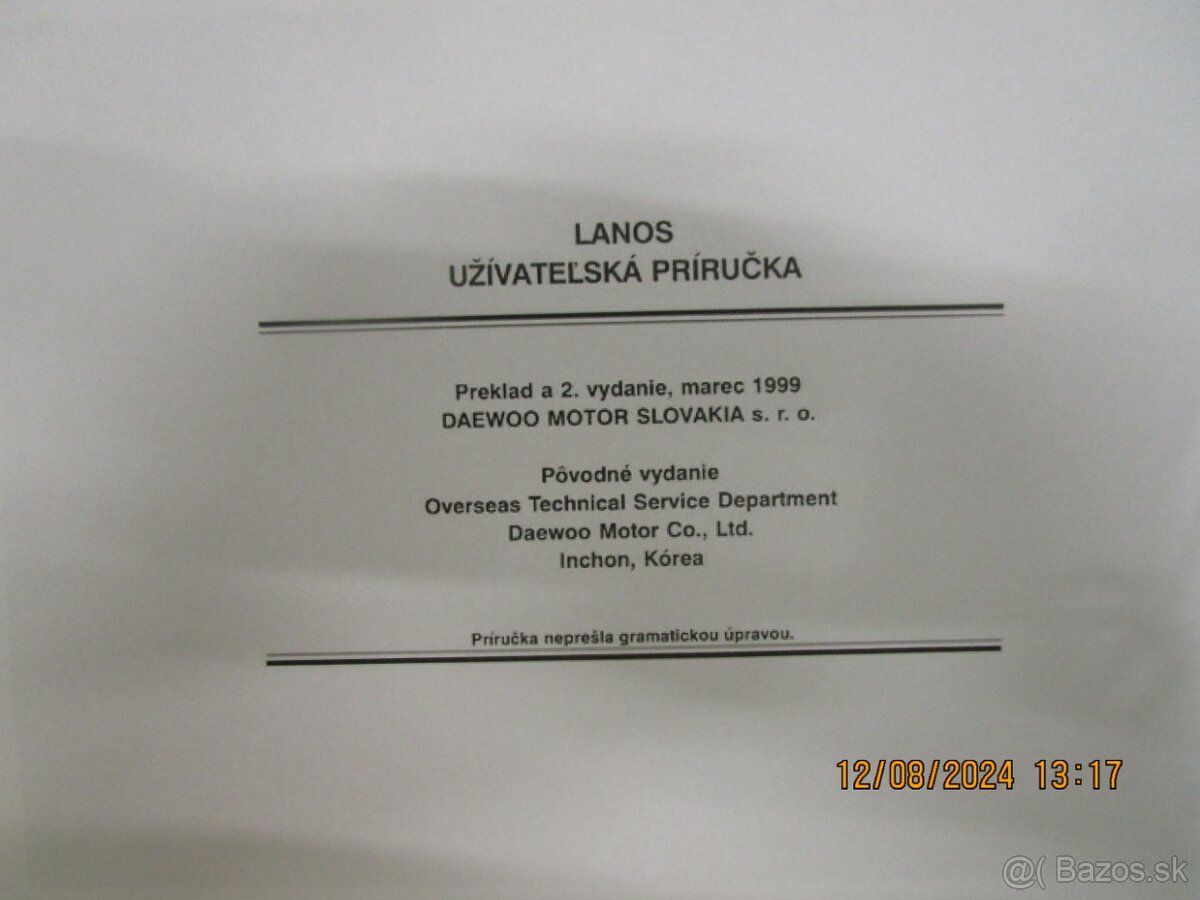 LANOS
UŽÍVATEĽSKÁ PRÍRUČKA
Preklad a 2. vydanie, marec 1999
DAEWOO MOTOR SLOVAKIA s. r. o.
Pôvodné vydanie
Overseas Technical Service Department
Daewoo Motor Co., Ltd.
Inchon, Kórea
Príručka neprešla gramatickou úpravou.
12/08/2024 13:17
@( Bazos.sk